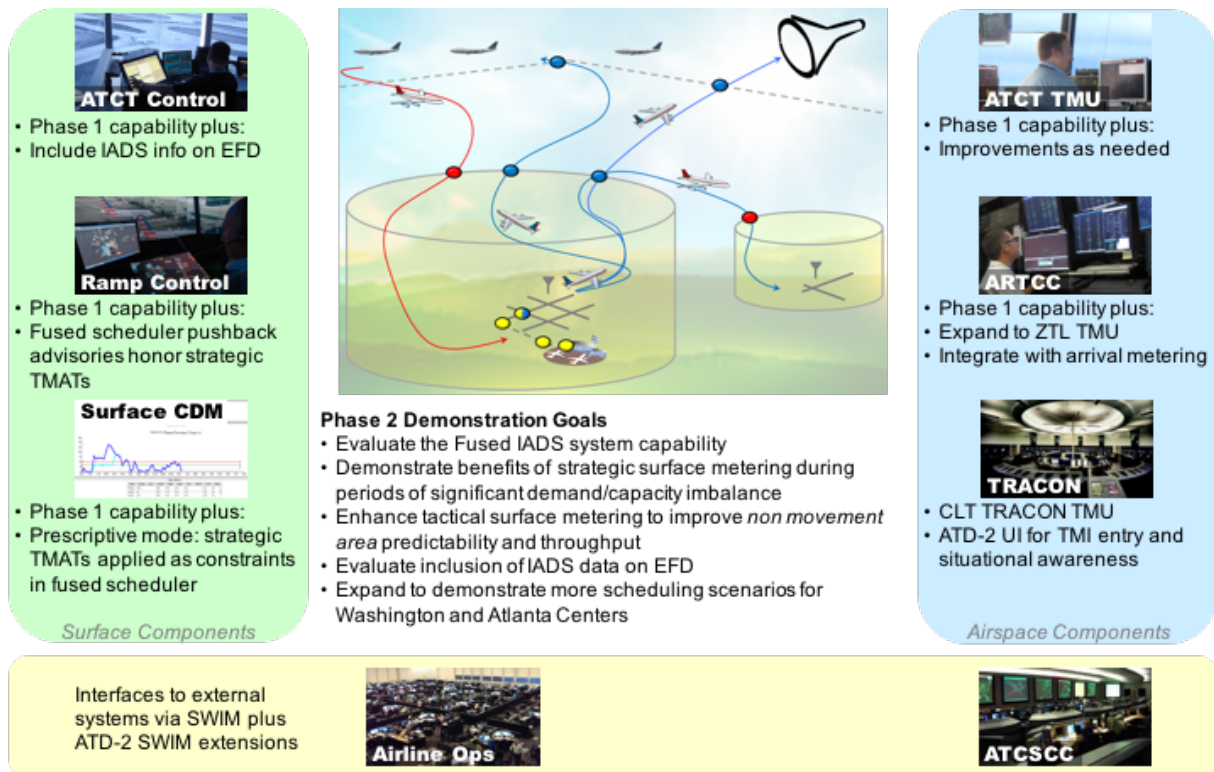 ATCT Control
• Phase 1 capability plus:
• Include IADS info on EFD
Ramp Control
• Phase 1 capability plus:
• Fused scheduler pushback
advisories honor strategic
TMATs
Surface CDM
• Phase 1 capability plus:
• Prescriptive mode: strategic
TMATs applied as constraints
in fused scheduler
Surface Components
Phase 2 Demonstration Goals
• Evaluate the Fused IADS system capability
• Demonstrate benefits of strategic surface metering during
periods of significant demand/capacity imbalance
• Enhance tactical surface metering to improve non movement
area predictability and throughput
• Evaluate inclusion of IADS data on EFD
• Expand to demonstrate more scheduling scenarios for
Washington and Atlanta Centers
ATCT TMU
• Phase 1 capability plus:
• Improvements as needed
ARTCC
• Phase 1 capability plus:
• Expand to ZTL TMU
• Integrate with arrival metering
TRACON
• CLT TRACON TMU
• ATD-2 UI for TMI entry and
situational awareness
Airspace Components
Interfaces to external
systems via SWIM plus
ATD-2 SWIM extensions
Airline Ops
ATCSCC